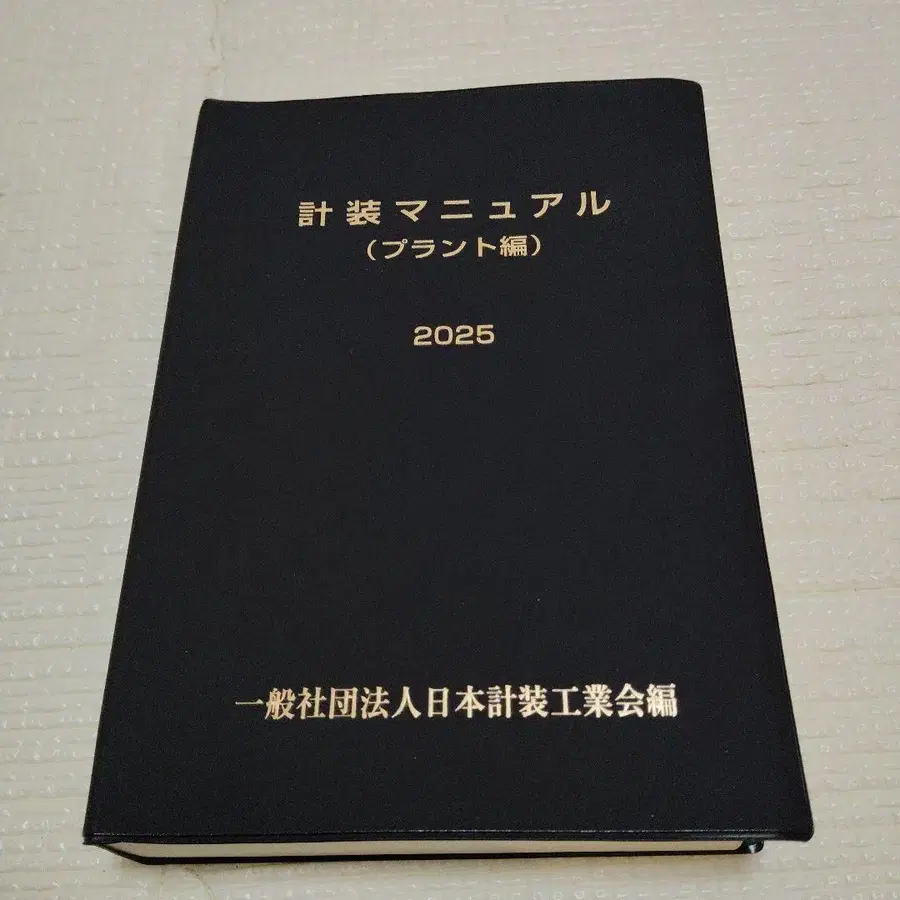 計装マニュアル
（プラント編）
2025
一般社団法人日本計装工業会編